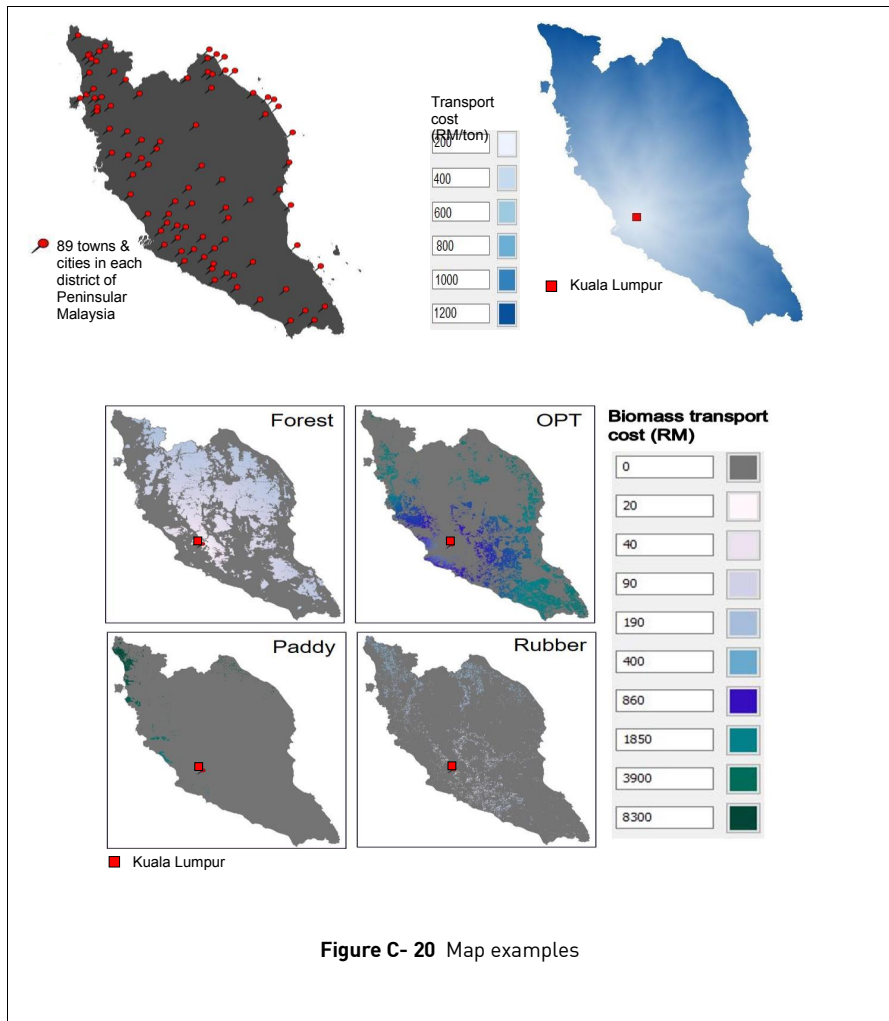 89 towns &
cities in each
district of
Peninsular
Malaysia
Transport
cost
(RM/ton)
200
400
600
800
1000
1200
Kuala Lumpur
Forest
OPT
Paddy
Rubber
Kuala Lumpur
Biomass transport
cost (RM)
0
20
40
90
190
400
860
1850
3900
8300
Figure C- 20 Map examples